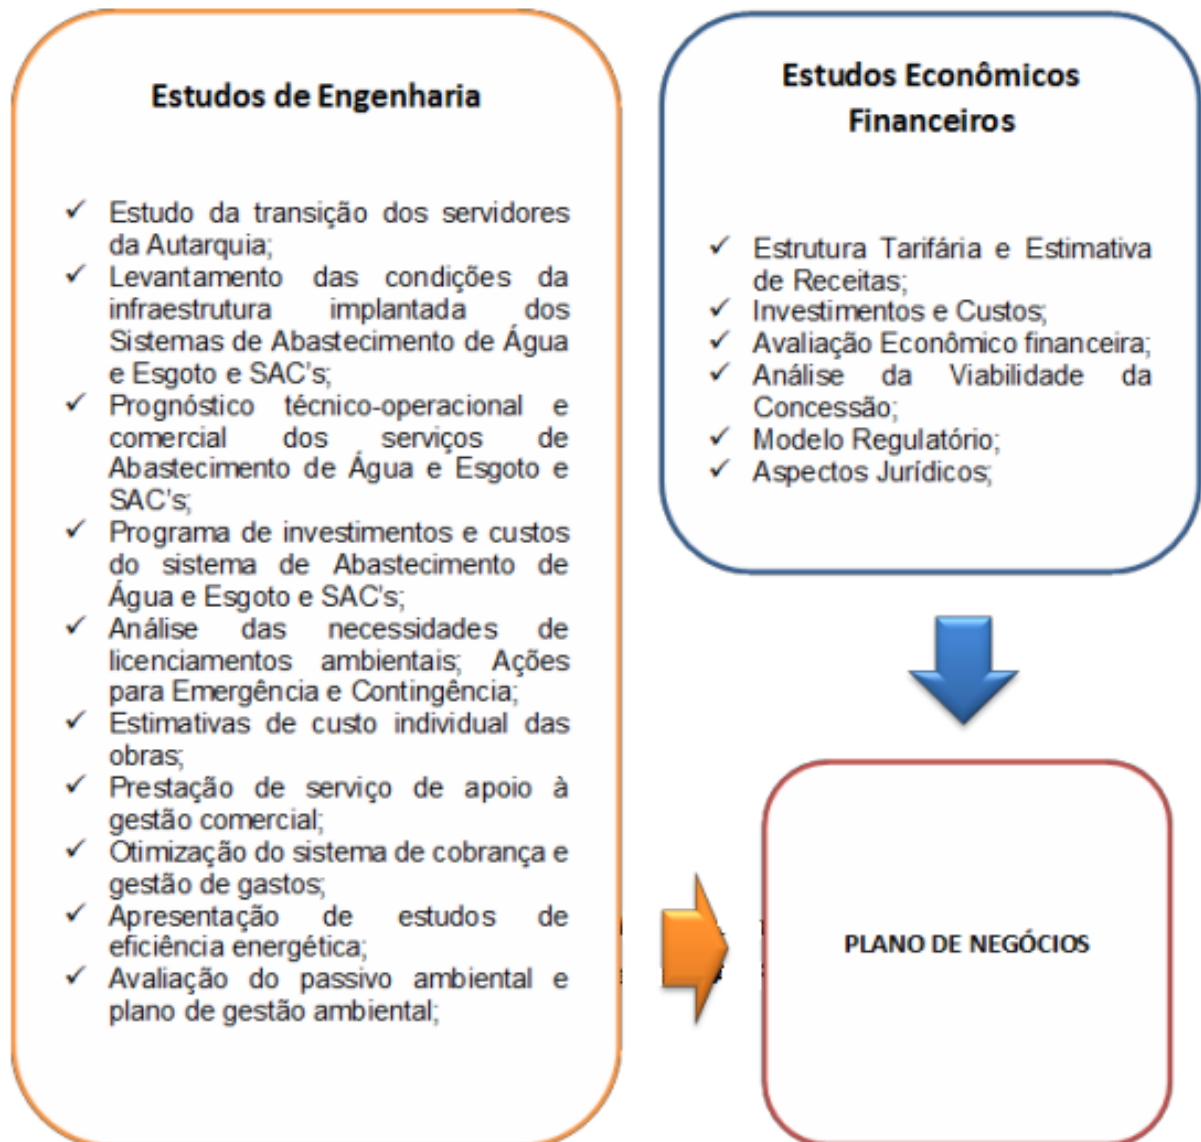 Estudos de Engenharia
✓ Estudo da transição dos servidores
da Autarquia;
✓ Levantamento das condições da
infraestrutura implantada dos
Sistemas de Abastecimento de Água
e Esgoto e SAC's;
✓ Prognóstico técnico-operacional e
comercial dos serviços de
Abastecimento de Água e Esgoto e
SAC's;
✓ Programa de investimentos e custos
do sistema de Abastecimento de
Água e Esgoto e SAC's;
✓ Análise das necessidades de
licenciamentos ambientais; Ações
para Emergência e Contingência;
✓ Estimativas de custo individual das
obras;
✓ Prestação de serviço de apoio à
gestão comercial;
✓ Otimização do sistema de cobrança e
gestão de gastos;
✓ Apresentação de estudos de
eficiência energética;
✓ Avaliação do passivo ambiental e
plano de gestão ambiental;
Estudos Econômicos
Financeiros
✓ Estrutura Tarifária e Estimativa
de Receitas;
✓ Investimentos e Custos;
✓ Avaliação Econômico financeira;
✓ Análise da Viabilidade da
Concessão;
✓ Modelo Regulatório;
✓ Aspectos Jurídicos;
PLANO DE NEGÓCIOS